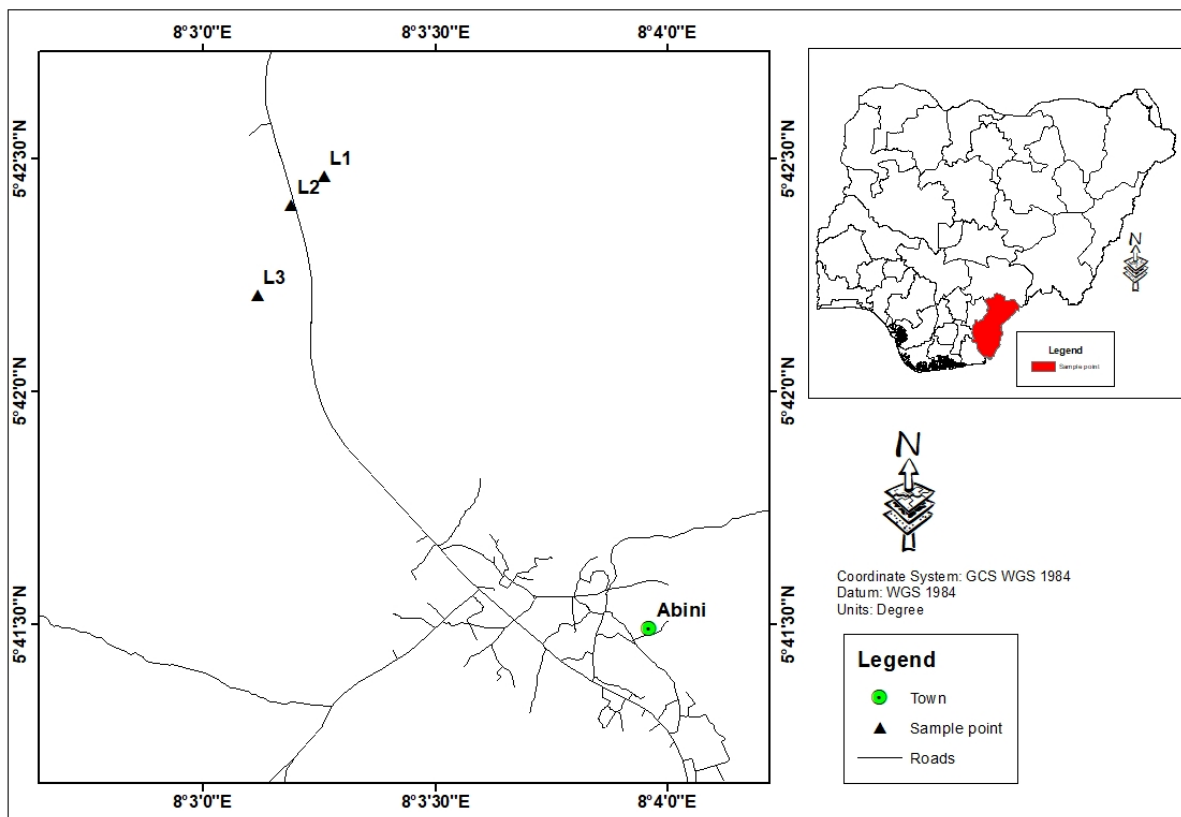 8°3'0"E
8°3'30"E
8°4'0"E
5°42'30"N
5°42'30"N
L1
L2
L3
5°42'0"N
5°42'0"N
Abini
5°41'30"N
5°41'30"N
8°3'0"E
8°3'30"E
8°4'0"E
N
Legend
Sample point
N
Coordinate System: GCS WGS 1984
Datum: WGS 1984
Units: Degree
Legend
Town
Sample point
Roads